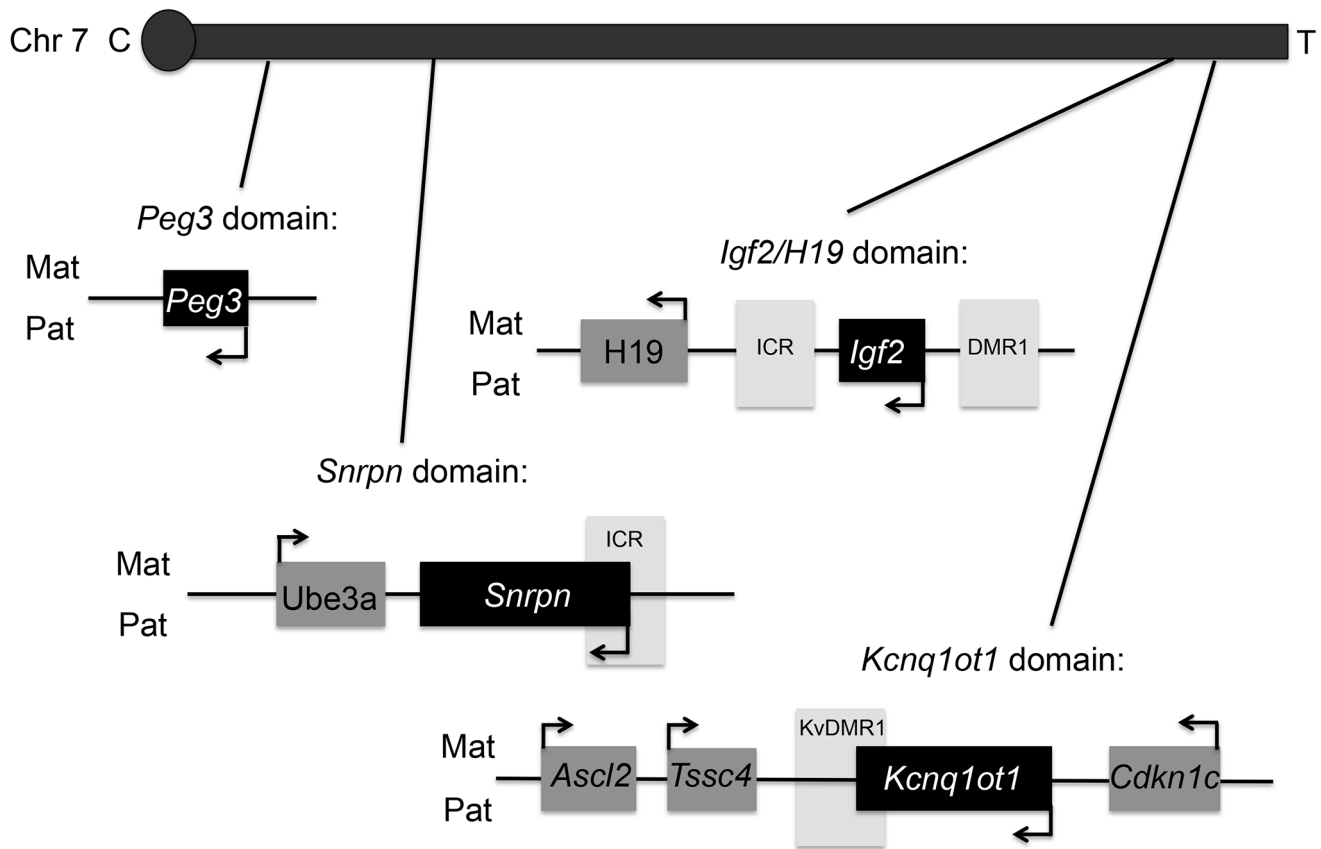 Chr 7 C T
Peg3 domain:
Mat
Peg3
Pat
Igf2/H19 domain:
Mat
H19 ICR Igf2 DMR1
Pat
Snrpn domain:
ICR
Mat
Ube3a Snrpn
Pat
Kcnq1ot1 domain:
KvDMR1
Mat
Ascl2 Tssc4 Kcnq1ot1 Cdkn1c
Pat